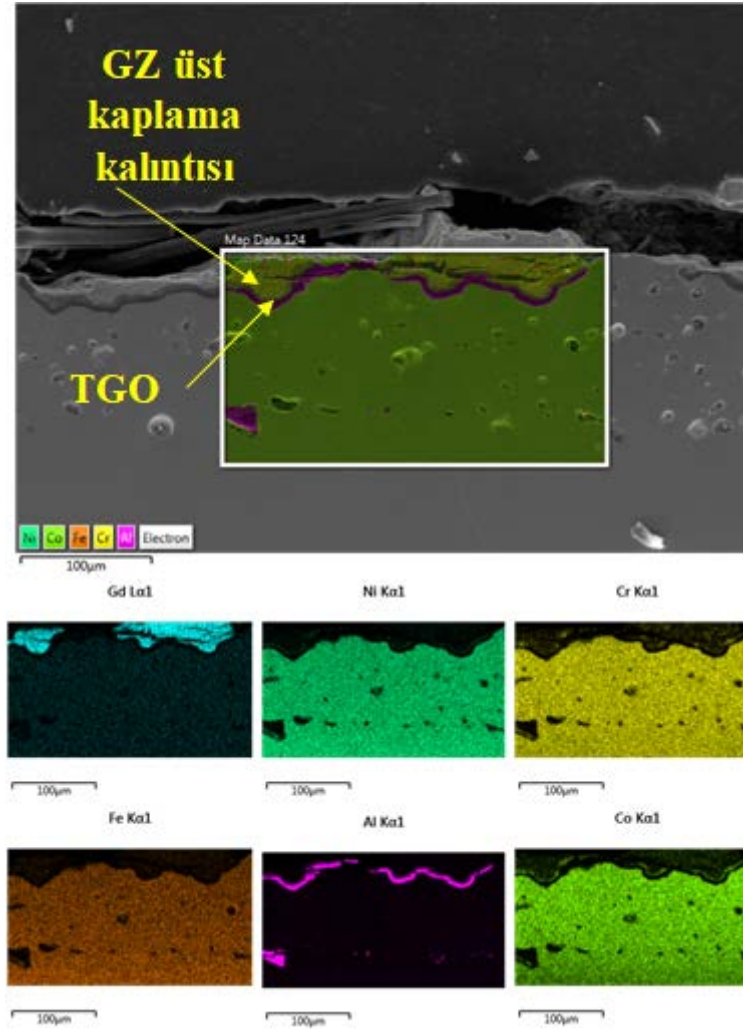 GZ üst
kaplama
kalıntısı
Map Data 124
TGO
Ni Co Fe Cr Al Electron
100µm
Gd Lα1 Ni Kα1 Cr Kα1
100µm 100µm 100µm
Fe Kα1 Al Kα1 Co Kα1
100µm 100µm 100µm